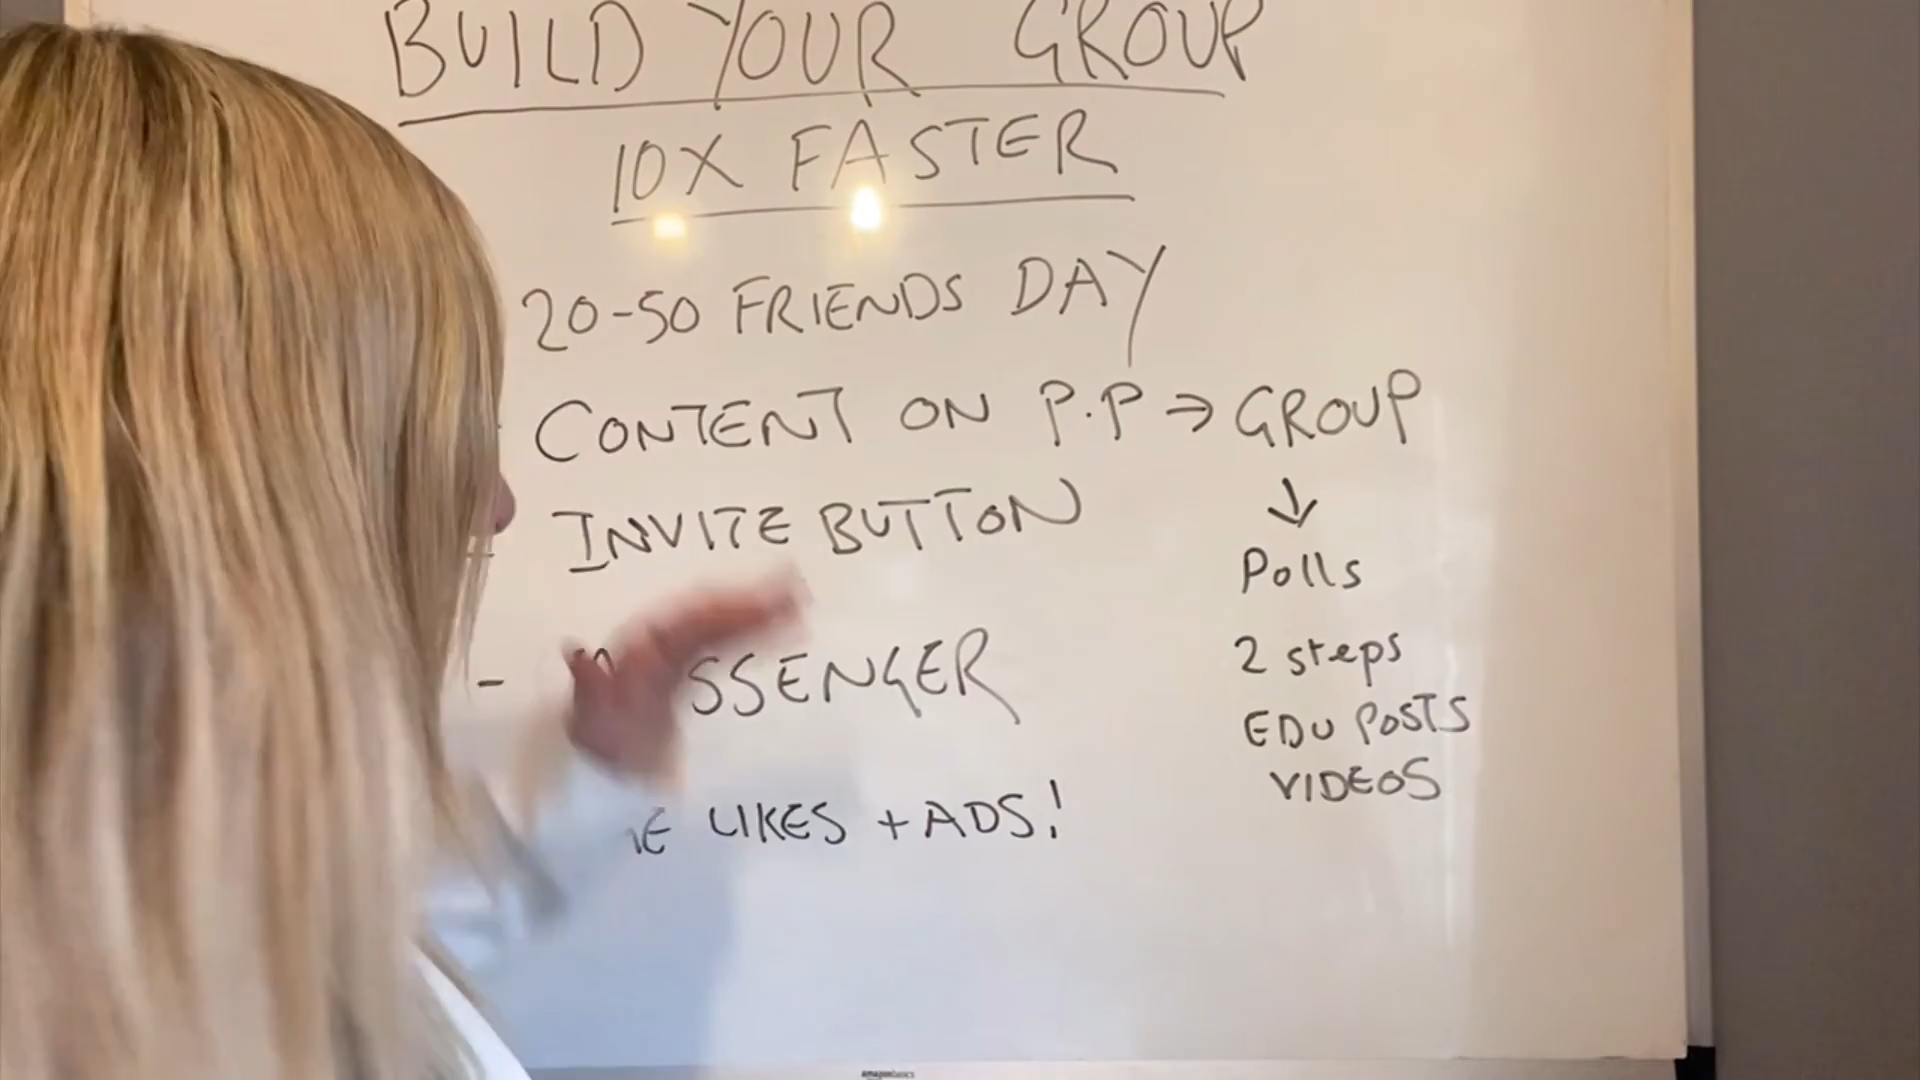 BUILD YOUR GROUP
10X FASTER
20-50 FRIENDS DAY
CONTENT ON P.P → GROUP
↓
INVITE BUTTON
Polls
- SSENGER
2 steps
EDU POSTS
VIDEOS
LIKES + ADS!
amazonbasics